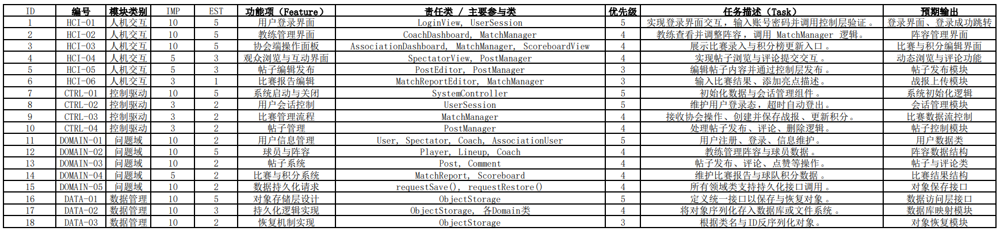 ID 编号 模块类别 IMP EST 功能项（Feature） 责任类 / 主要参与类 优先级 任务描述（Task） 预期输出
1 HCI-01 人机交互 10 5 用户登录界面 LoginView, UserSession 5 实现登录界面交互，输入账号密码并调用控制层验证。 登录界面、登录成功跳转
2 HCI-02 人机交互 10 5 教练管理界面 CoachDashboard, MatchManager 4 教练查看并调整阵容，调用 MatchManager 逻辑。 阵容管理界面
3 HCI-03 人机交互 10 5 协会端操作面板 AssociationDashboard, MatchManager, ScoreboardView 4 展示比赛录入与积分榜更新入口。 比赛与积分编辑界面
4 HCI-04 人机交互 5 3 观众浏览与互动界面 SpectatorView, PostManager 4 实现帖子浏览与评论提交交互。 动态浏览与评论功能
5 HCI-05 人机交互 5 3 帖子编辑发布 PostEditor, PostManager 3 编辑帖子内容并通过控制层发布。 帖子发布模块
6 HCI-06 人机交互 3 1 比赛报告编辑 MatchReportEditor, MatchManager 3 输入比赛结果、添加亮点描述。 战报上传模块
7 CTRL-01 控制驱动 10 5 系统启动与关闭 SystemController 5 初始化数据与会话管理组件。 系统初始化逻辑
8 CTRL-02 控制驱动 3 2 用户会话控制 UserSession 5 维护用户登录态，超时自动登出。 会话管理模块
9 CTRL-03 控制驱动 3 2 比赛管理流程 MatchManager 4 接收协会操作、创建并保存战报、更新积分。 比赛数据流控制
10 CTRL-04 控制驱动 3 2 帖子管理 PostManager 4 处理帖子发布、评论、删除逻辑。 帖子控制模块
11 DOMAIN-01 问题域 10 2 用户信息管理 User, Spectator, Coach, AssociationUser 5 用户注册、登录、信息维护。 用户数据类
12 DOMAIN-02 问题域 10 5 球员与阵容 Player, Lineup, Coach 4 教练管理阵容与球员数据。 阵容数据结构
13 DOMAIN-03 问题域 10 2 帖子系统 Post, Comment 4 帖子发布、评论、点赞等操作。 帖子与评论类
14 DOMAIN-04 问题域 5 2 比赛与积分系统 MatchReport, Scoreboard 4 维护比赛报告与球队积分数据。 比赛结果结构
15 DOMAIN-05 问题域 10 2 数据持久化请求 requestSave(), requestRestore() 4 所有领域类支持持久化接口调用。 对象保存接口
16 DATA-01 数据管理 10 5 对象存储层设计 ObjectStorage 5 定义统一接口以保存与恢复对象。 数据访问层接口
17 DATA-02 数据管理 10 3 持久化逻辑实现 ObjectStorage, 各Domain类 4 将对象序列化存入数据库或文件系统。 数据库映射模块
18 DATA-03 数据管理 10 2 恢复机制实现 ObjectStorage 3 根据类名与ID反序列化对象。 对象恢复模块